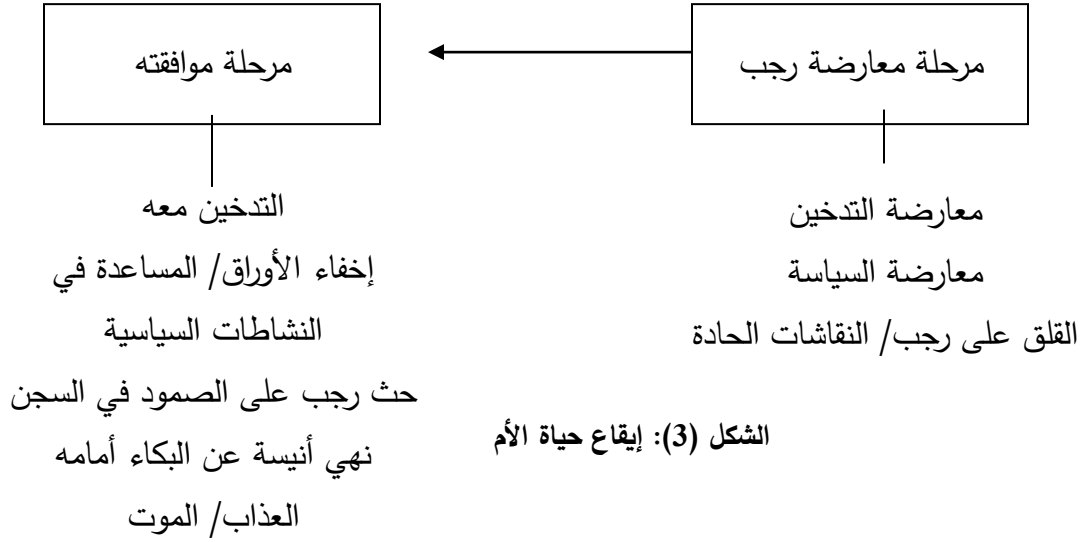 مرحلة معارضة رجب
مرحلة موافقته
معارضة التدخين
معارضة السياسة
القلق على رجب/ النقاشات الحادة
التدخين معه
إخفاء الأوراق/ المساعدة في
النشاطات السياسية
حث رجب على الصمود في السجن
نهي أنيسة عن البكاء أمامه
العذاب/ الموت
الشكل (3): إيقاع حياة الأم